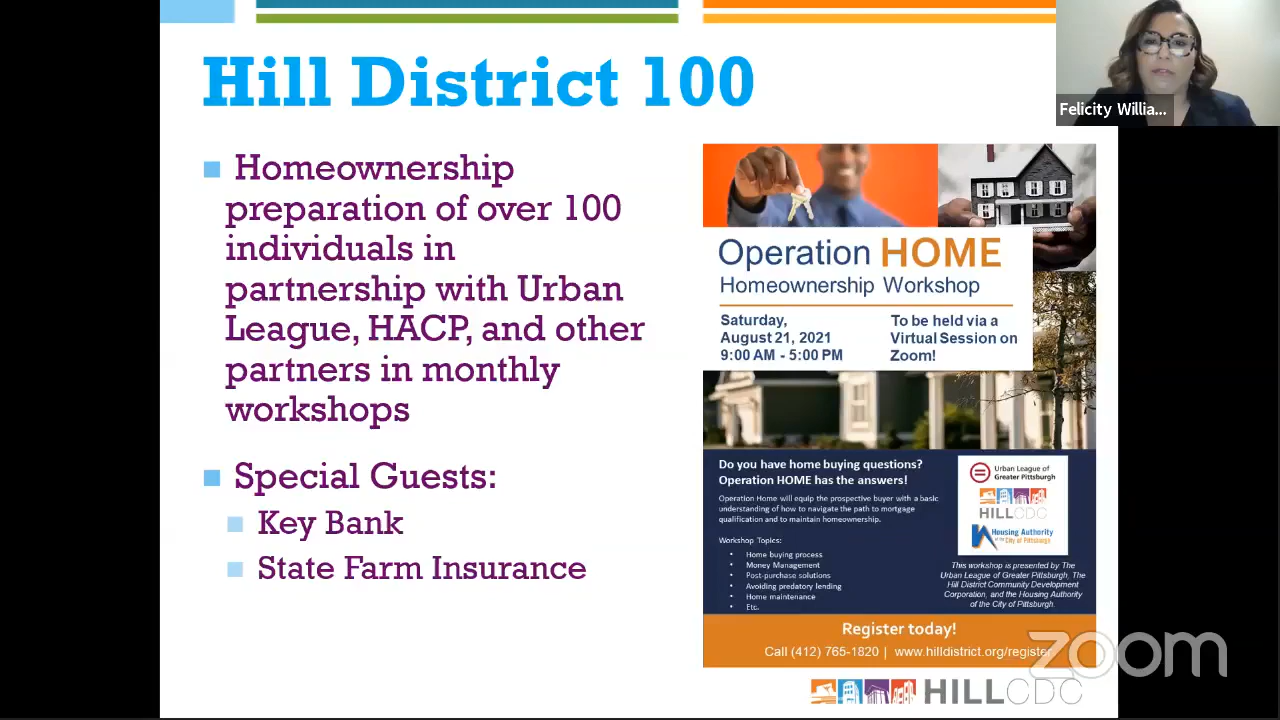 Hill District 100
Felicity Willia...
Homeownership
preparation of over 100
individuals in
partnership with Urban
League, HACP, and other
partners in monthly
workshops
Special Guests:
Key Bank
State Farm Insurance
Operation HOME
Homeownership Workshop
Saturday,
August 21, 2021
9:00 AM - 5:00 PM
To be held via a
Virtual Session on
Zoom!
Do you have home buying questions?
Operation HOME has the answers!
Operation Home will equip the prospective buyer with a basic
understanding of how to navigate the path to mortgage
qualification and to maintain homeownership.
Workshop Topics:
• Home buying process
• Money Management
• Post-purchase solutions
• Avoiding predatory lending
• Home maintenance
• Etc.
Urban League of
Greater Pittsburgh
HILLCDC
Housing Authority
of the City of Pittsburgh
This workshop is presented by The
Urban League of Greater Pittsburgh, The
Hill District Community Development
Corporation, and the Housing Authority
of the City of Pittsburgh.
Register today!
Call (412) 765-1820 | www.hilldistrict.org/register
zoom
HILLCDC